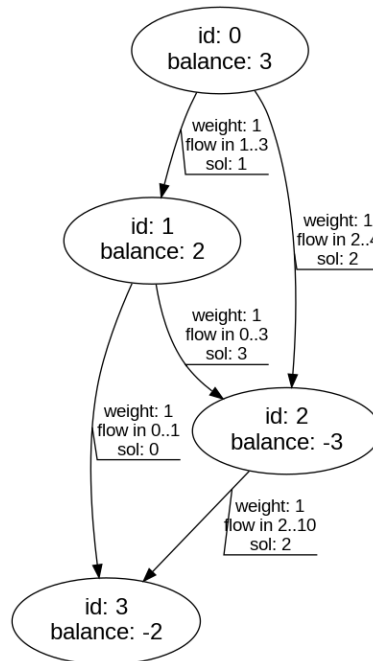 id: 0
balance: 3
weight: 1
flow in 1..3
sol: 1
id: 1
balance: 2
weight: 1
flow in 2..4
sol: 2
weight: 1
flow in 0..3
sol: 3
weight: 1
flow in 0..1
sol: 0
id: 2
balance: -3
weight: 1
flow in 2..10
sol: 2
id: 3
balance: -2